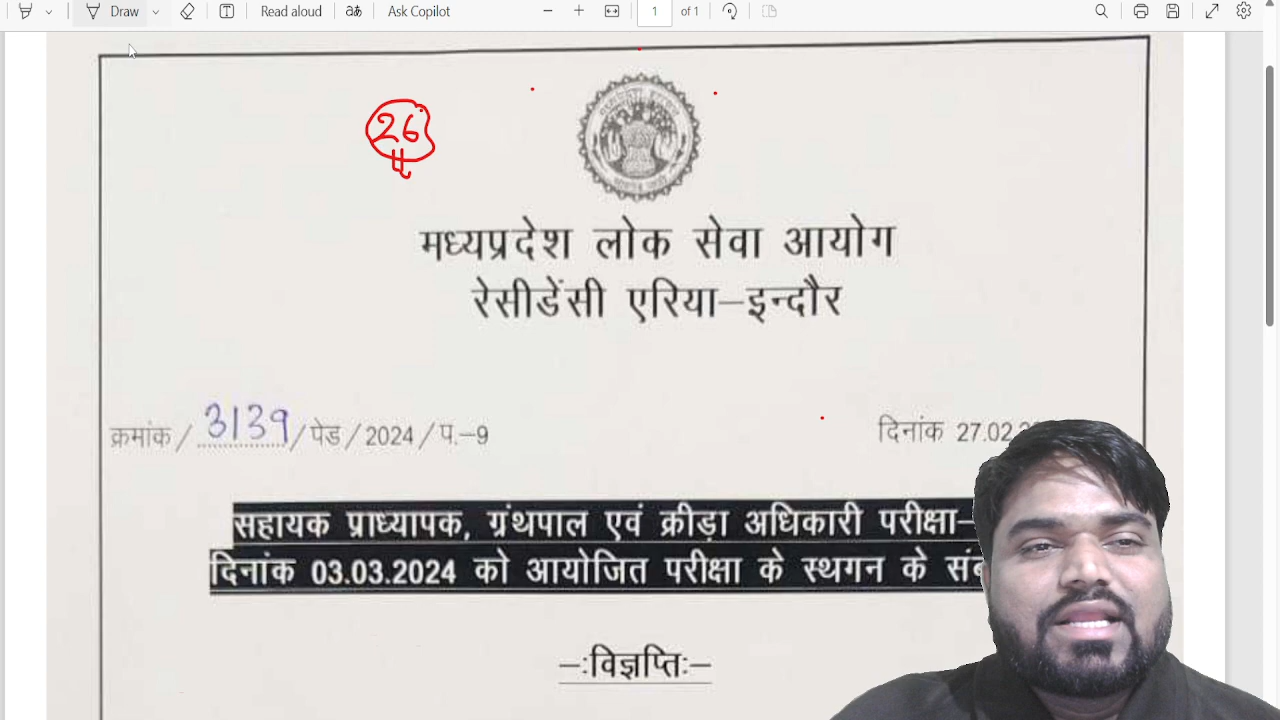 Draw
Read aloud
Ask Copilot
1
of 1
26
मध्यप्रदेश लोक सेवा आयोग
रेसीडेंसी एरिया–इन्दौर
क्रमांक / 3139 / पेड / 2024 / प.–9
दिनांक 27.02.
सहायक प्राध्यापक, ग्रंथपाल एवं क्रीड़ा अधिकारी परीक्षा–
दिनांक 03.03.2024 को आयोजित परीक्षा के स्थगन के
–:विज्ञप्ति:–